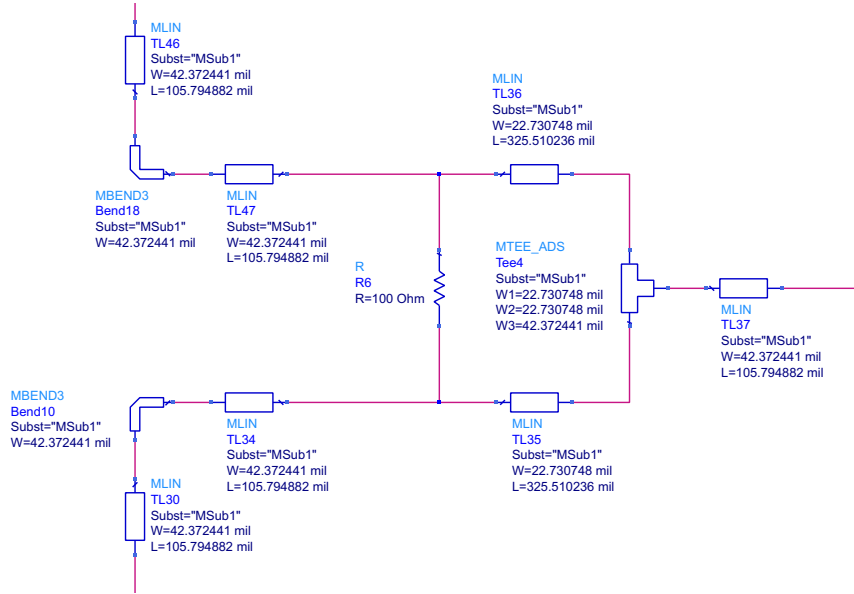 MLIN
TL46
Subst="MSub1"
W=42.372441 mil
L=105.794882 mil
MLIN
TL36
Subst="MSub1"
W=22.730748 mil
L=325.510236 mil
MBEND3
Bend18
Subst="MSub1"
W=42.372441 mil
MLIN
TL47
Subst="MSub1"
W=42.372441 mil
L=105.794882 mil
R
R6
R=100 Ohm
MTEE_ADS
Tee4
Subst="MSub1"
W1=22.730748 mil
W2=22.730748 mil
W3=42.372441 mil
MLIN
TL37
Subst="MSub1"
W=42.372441 mil
L=105.794882 mil
MBEND3
Bend10
Subst="MSub1"
W=42.372441 mil
MLIN
TL34
Subst="MSub1"
W=42.372441 mil
L=105.794882 mil
MLIN
TL35
Subst="MSub1"
W=22.730748 mil
L=325.510236 mil
MLIN
TL30
Subst="MSub1"
W=42.372441 mil
L=105.794882 mil